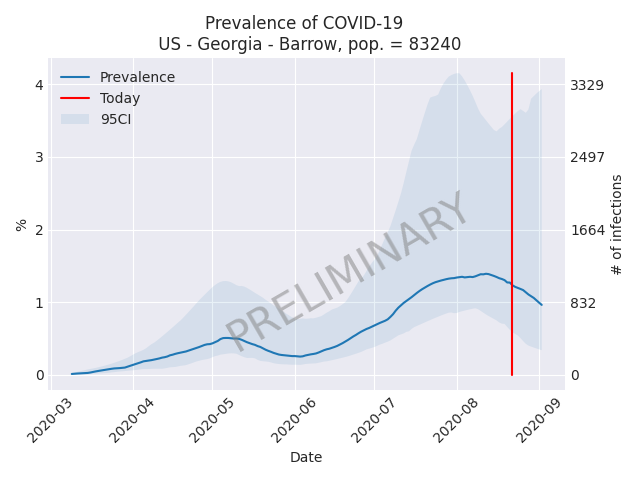 Prevalence of COVID-19
US - Georgia - Barrow, pop. = 83240
Prevalence
Today
95CI
4
3
2
1
0
%
3329
2497
1664
832
0
# of infections
PRELIMINARY
2020-03
2020-04
2020-05
2020-06
2020-07
2020-08
2020-09
Date